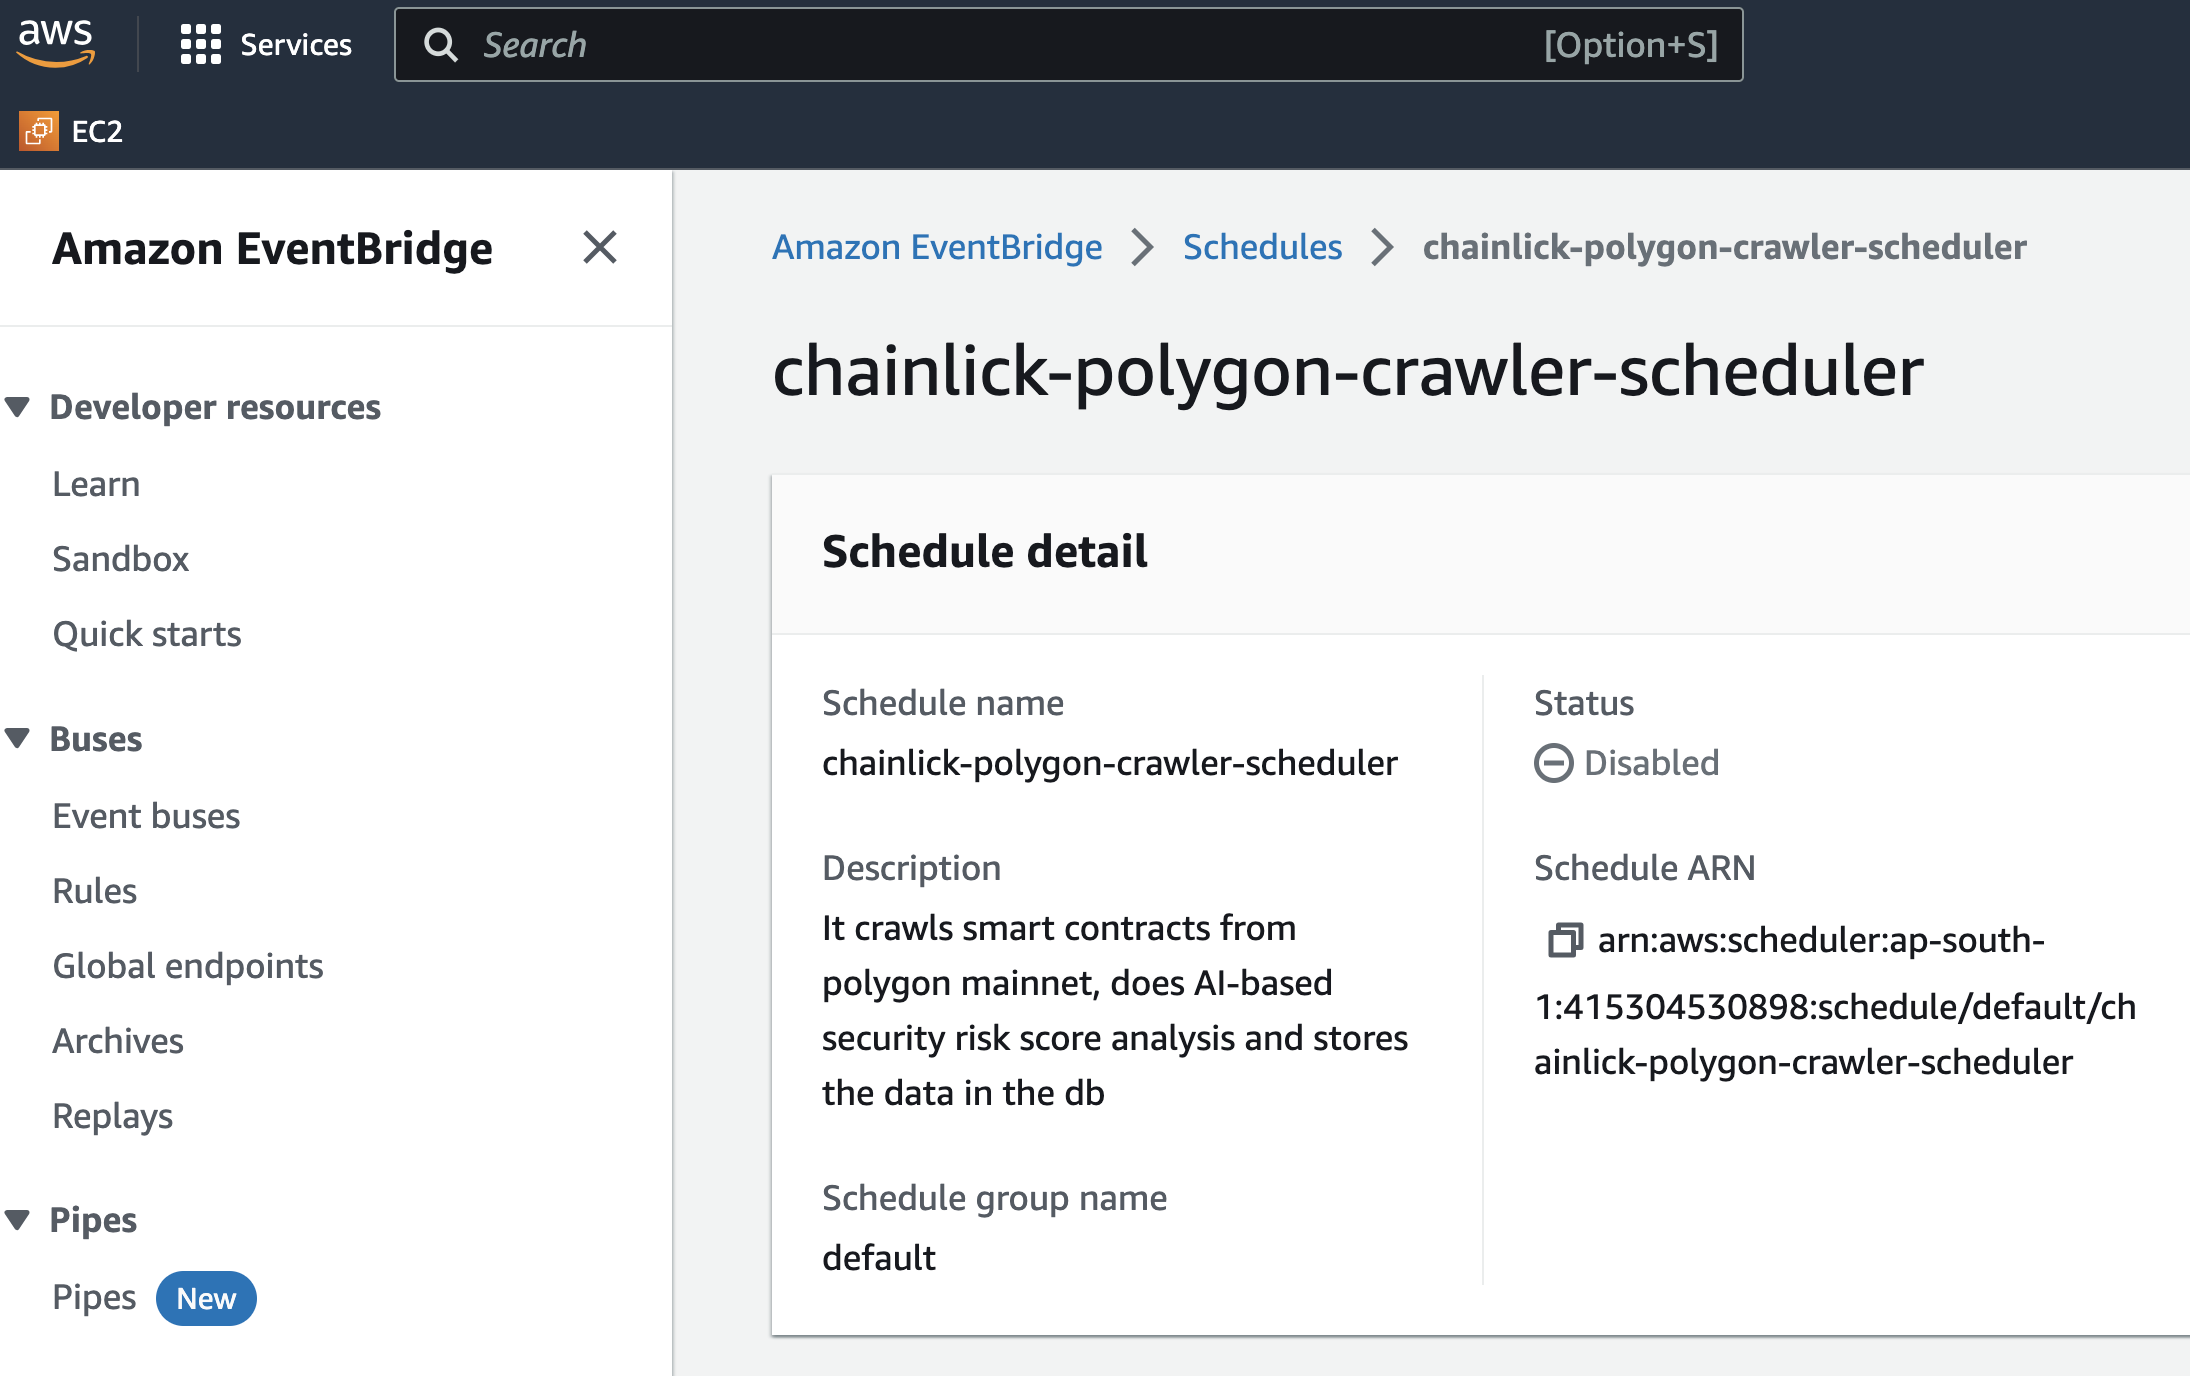 aws
Services
Search
[Option+S]
EC2
Amazon EventBridge
Developer resources
Learn
Sandbox
Quick starts
Buses
Event buses
Rules
Global endpoints
Archives
Replays
Pipes
Pipes New
Amazon EventBridge
Schedules
chainlick-polygon-crawler-scheduler
chainlick-polygon-crawler-scheduler
Schedule detail
Schedule name
chainlick-polygon-crawler-scheduler
Description
It crawls smart contracts from
polygon mainnet, does AI-based
security risk score analysis and stores
the data in the db
Schedule group name
default
Status
Disabled
Schedule ARN
arn:aws:scheduler:ap-south-
1:415304530898:schedule/default/ch
ainlick-polygon-crawler-scheduler